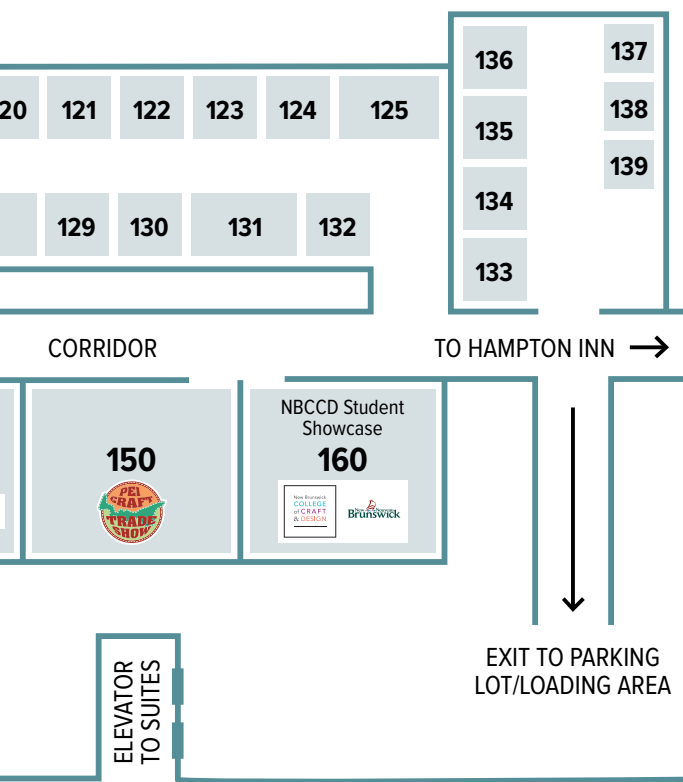 136
137
20
121
122
123
124
125
138
135
139
134
129
130
131
132
133
CORRIDOR
TO HAMPTON INN
NBCCD Student
Showcase
150
160
PEI
CRAFT
TRADE
SHOW
New Brunswick
COLLEGE
of CRAFT
& DESIGN
Brunswick
EXIT TO PARKING
LOT/LOADING AREA
ELEVATOR
TO SUITES